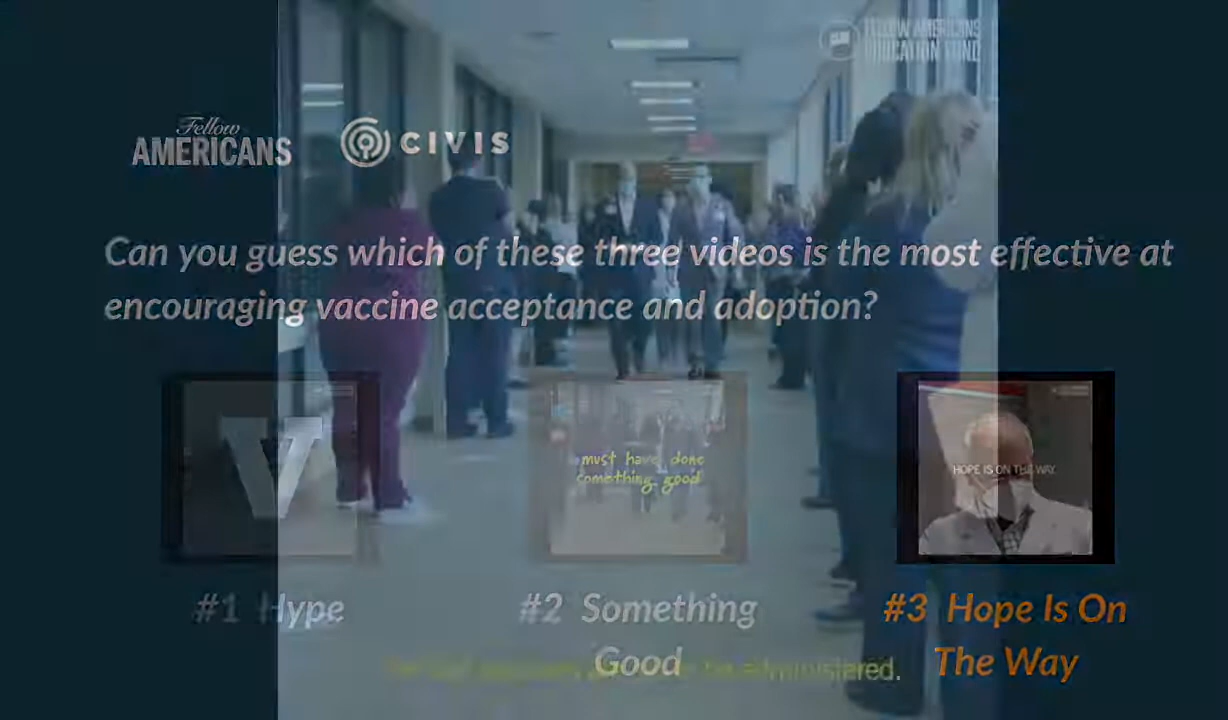 FELLOW AMERICANS
EDUCATION FUND
Fellow
AMERICANS
CIVIS
Can you guess which of these three videos is the most effective at
encouraging vaccine acceptance and adoption?
V
must have done
something good
HOPE IS ON THE WAY.
#1 Hype
#2 Something
Good
#3 Hope Is On
The Way
be administered.